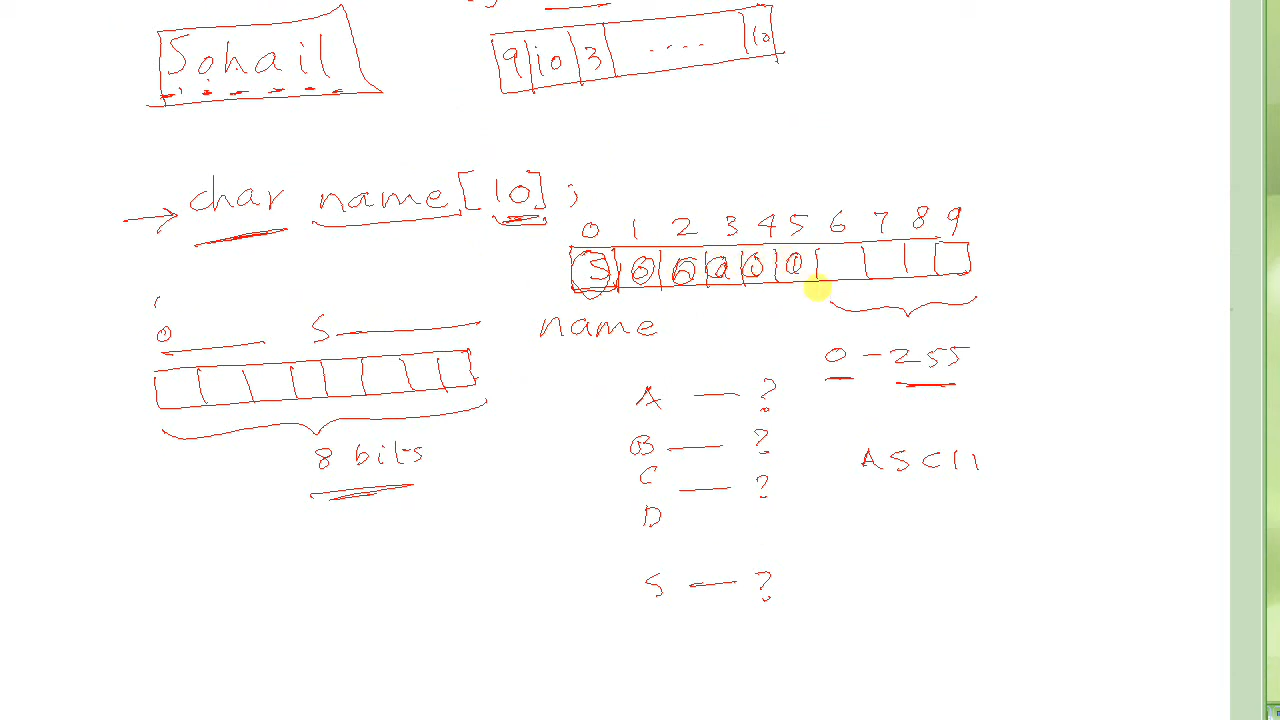 Sohail
9 10 3 .... 10
→ char name[10];
0 1 2 3 4 5 6 7 8 9
S o h a
name
0 S
0 - 255
A — ?
B — ?
8 bits
ASCII
C — ?
D
S — ?